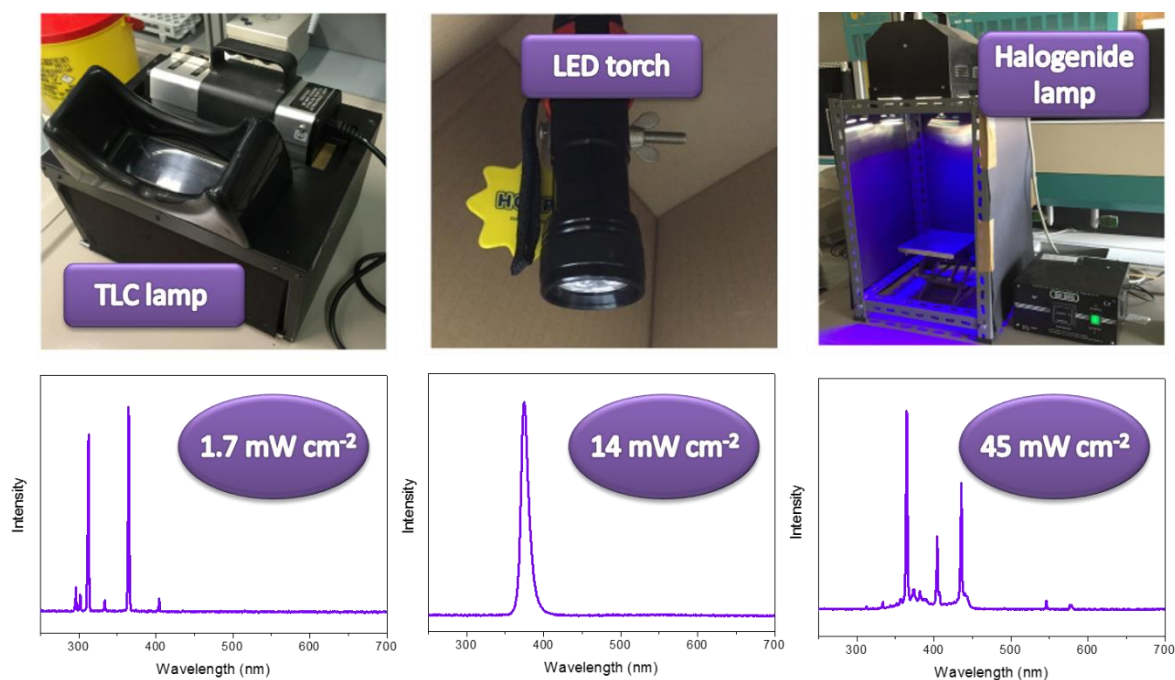 TLC lamp
LED torch
HO
Halogenide
lamp
1.7 mW cm-2
Intensity
250 300 400 500 600 700
Wavelength (nm)
14 mW cm-2
Intensity
300 400 500 600 700
Wavelength (nm)
45 mW cm-2
Intensity
300 400 500 600 700
Wavelength (nm)